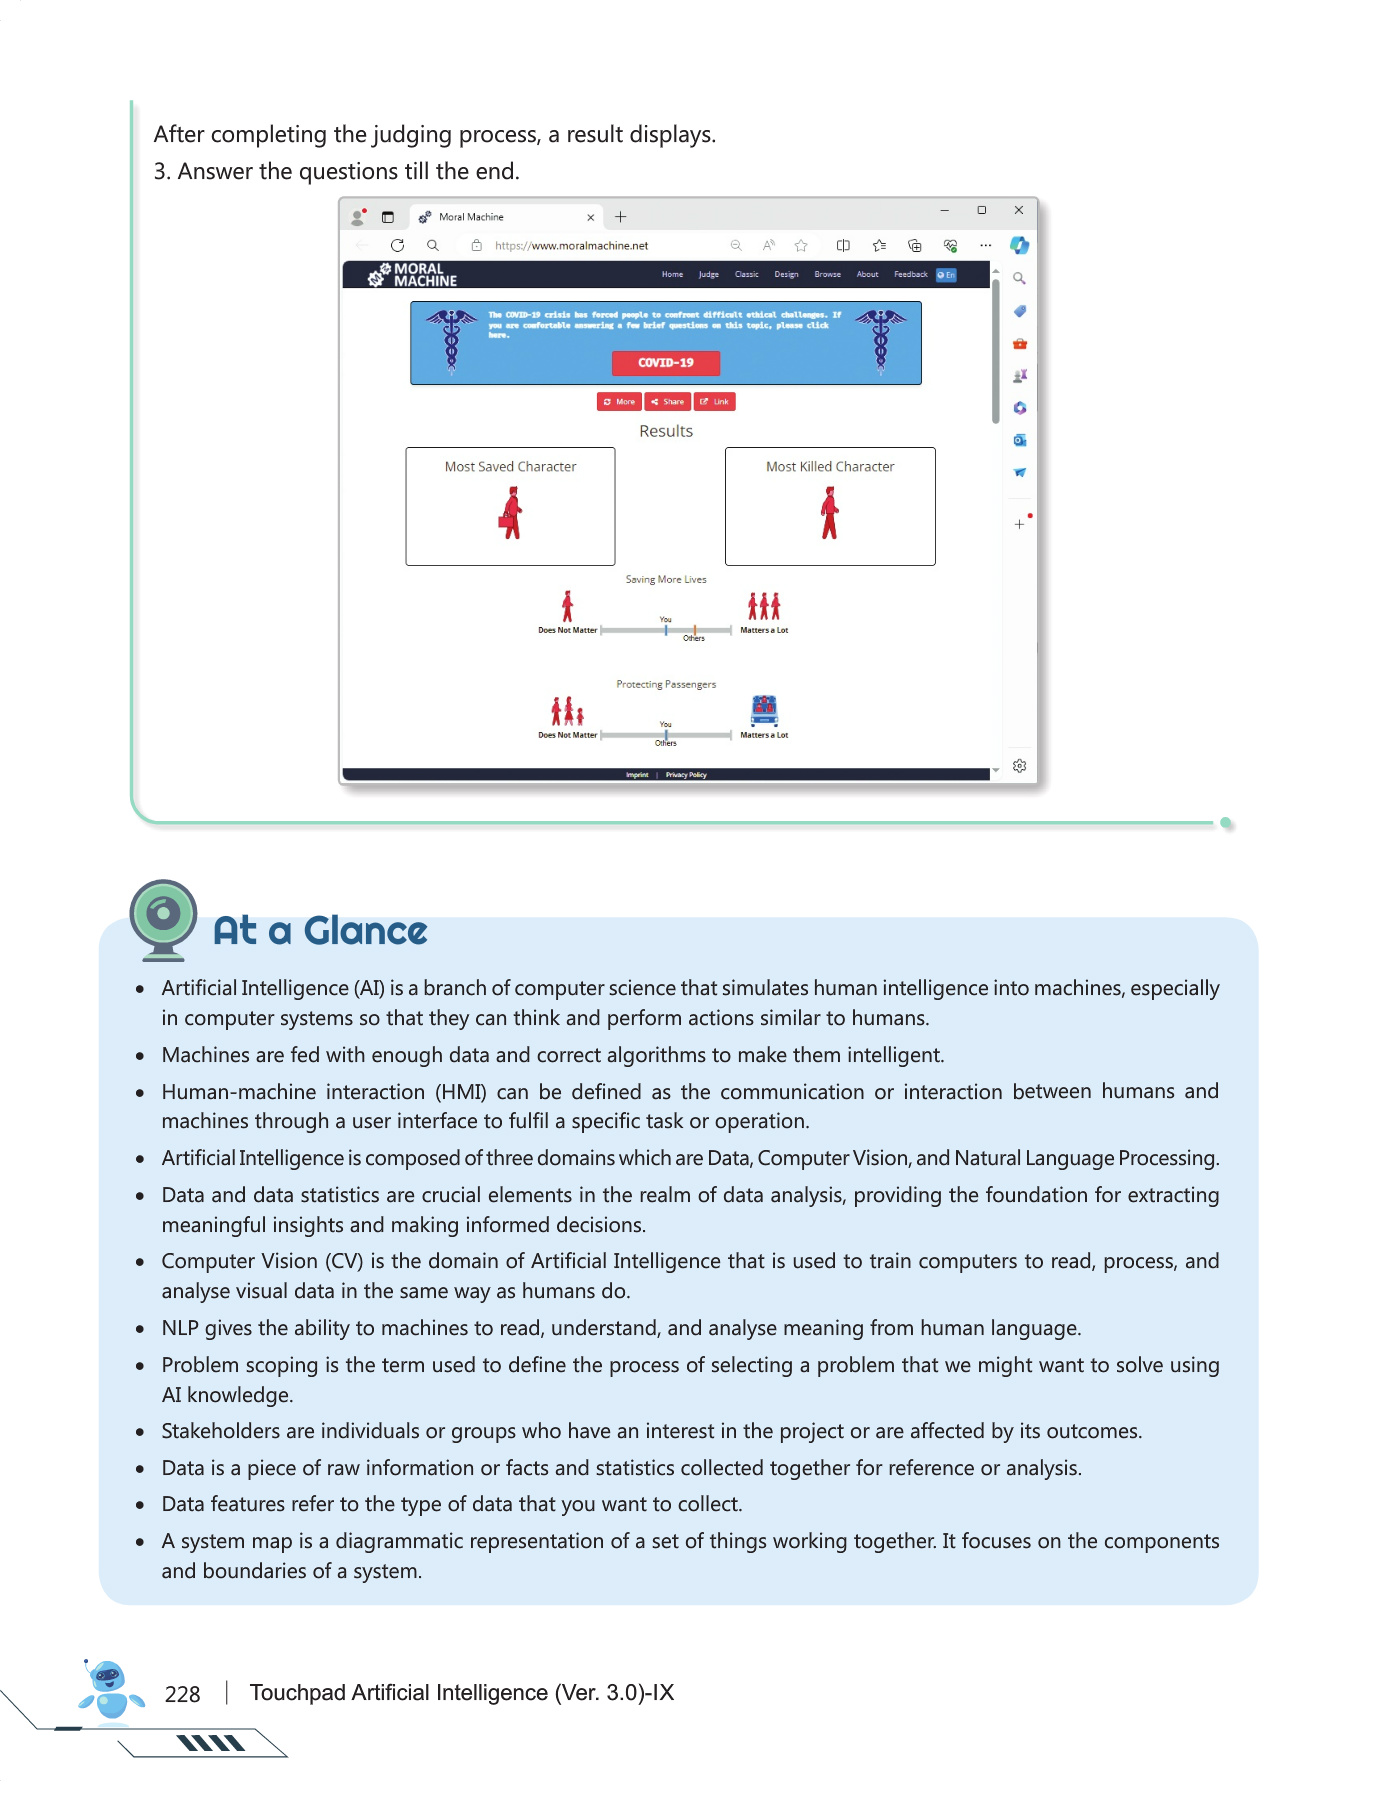 After completing the judging process, a result displays.
3. Answer the questions till the end.
Moral Machine
https://www.moralmachine.net
MORAL
MACHINE
Home Judge Classic Design Browse About Feedback En
The COVID-19 crisis has forced people to confront difficult ethical challenges. If
you are comfortable answering a few brief questions on this topic, please click
here.
COVID-19
More Share Link
Results
Most Saved Character
Most Killed Character
Saving More Lives
You
Does Not Matter
Matters a Lot
Others
Protecting Passengers
You
Does Not Matter
Matters a Lot
Others
Imprint | Privacy Policy
At a Glance
• Artificial Intelligence (AI) is a branch of computer science that simulates human intelligence into machines, especially
in computer systems so that they can think and perform actions similar to humans.
• Machines are fed with enough data and correct algorithms to make them intelligent.
• Human-machine interaction (HMI) can be defined as the communication or interaction between humans and
machines through a user interface to fulfil a specific task or operation.
• Artificial Intelligence is composed of three domains which are Data, Computer Vision, and Natural Language Processing.
• Data and data statistics are crucial elements in the realm of data analysis, providing the foundation for extracting
meaningful insights and making informed decisions.
• Computer Vision (CV) is the domain of Artificial Intelligence that is used to train computers to read, process, and
analyse visual data in the same way as humans do.
• NLP gives the ability to machines to read, understand, and analyse meaning from human language.
• Problem scoping is the term used to define the process of selecting a problem that we might want to solve using
AI knowledge.
• Stakeholders are individuals or groups who have an interest in the project or are affected by its outcomes.
• Data is a piece of raw information or facts and statistics collected together for reference or analysis.
• Data features refer to the type of data that you want to collect.
• A system map is a diagrammatic representation of a set of things working together. It focuses on the components
and boundaries of a system.
228 | Touchpad Artificial Intelligence (Ver. 3.0)-IX